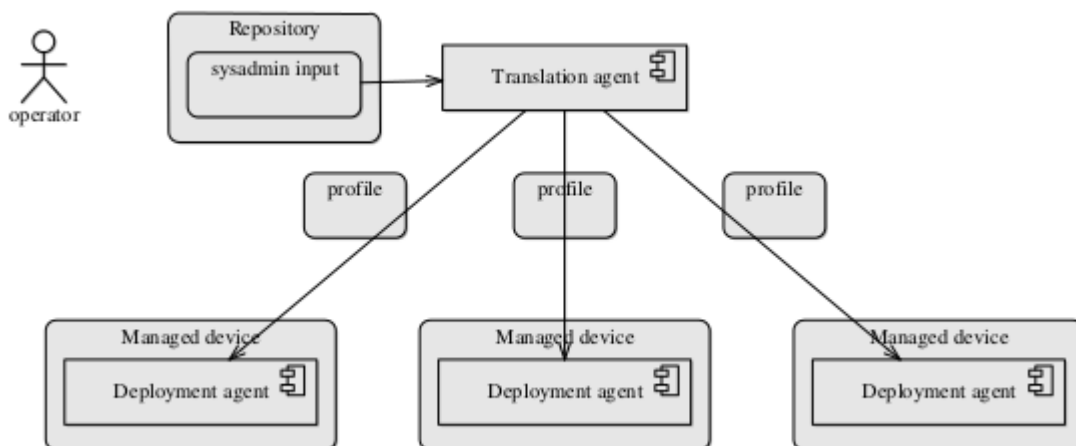 Repository
sysadmin input
Translation agent
operator
profile
profile
profile
Managed device
Managed device
Managed device
Deployment agent
Deployment agent
Deployment agent